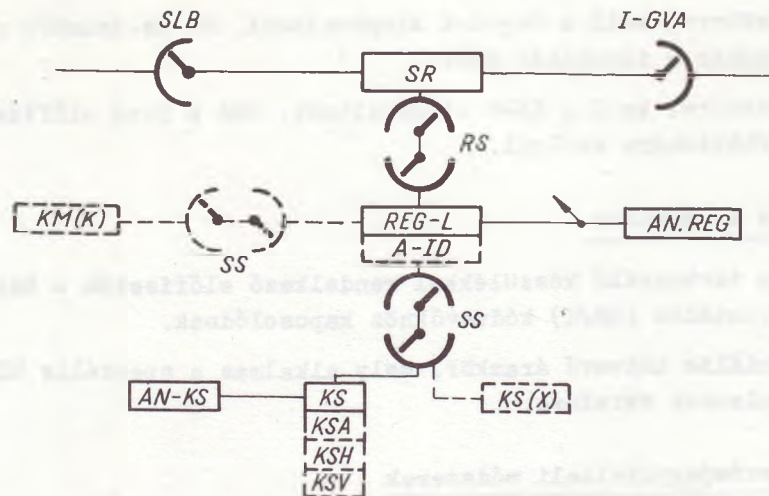 SLB
I-GVA
SR
RS
KM(K)
SS
REG-L
A-ID
AN.REG
SS
AN-KS
KS
KS(X)
KSA
KSH
KSV